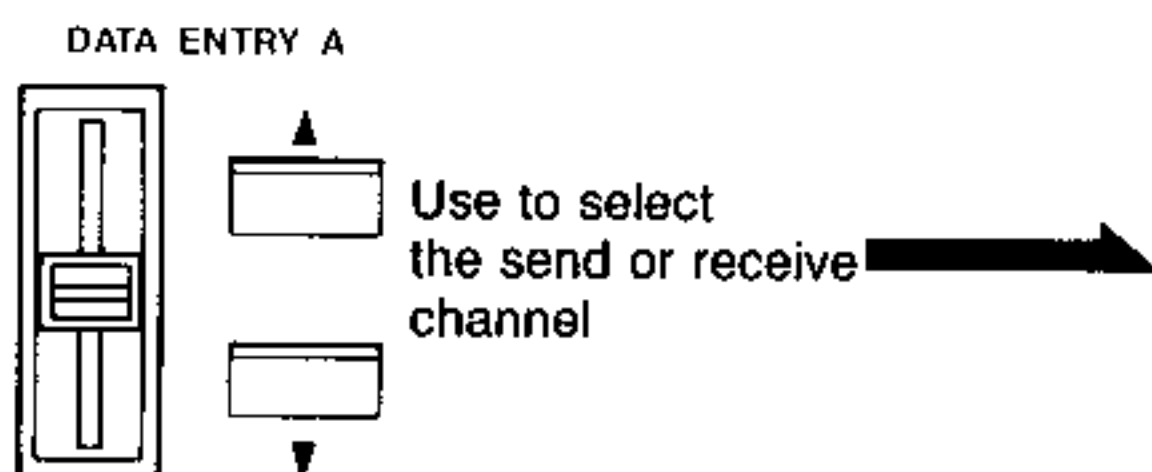 DATA ENTRY A
Use to select
the send or receive
channel